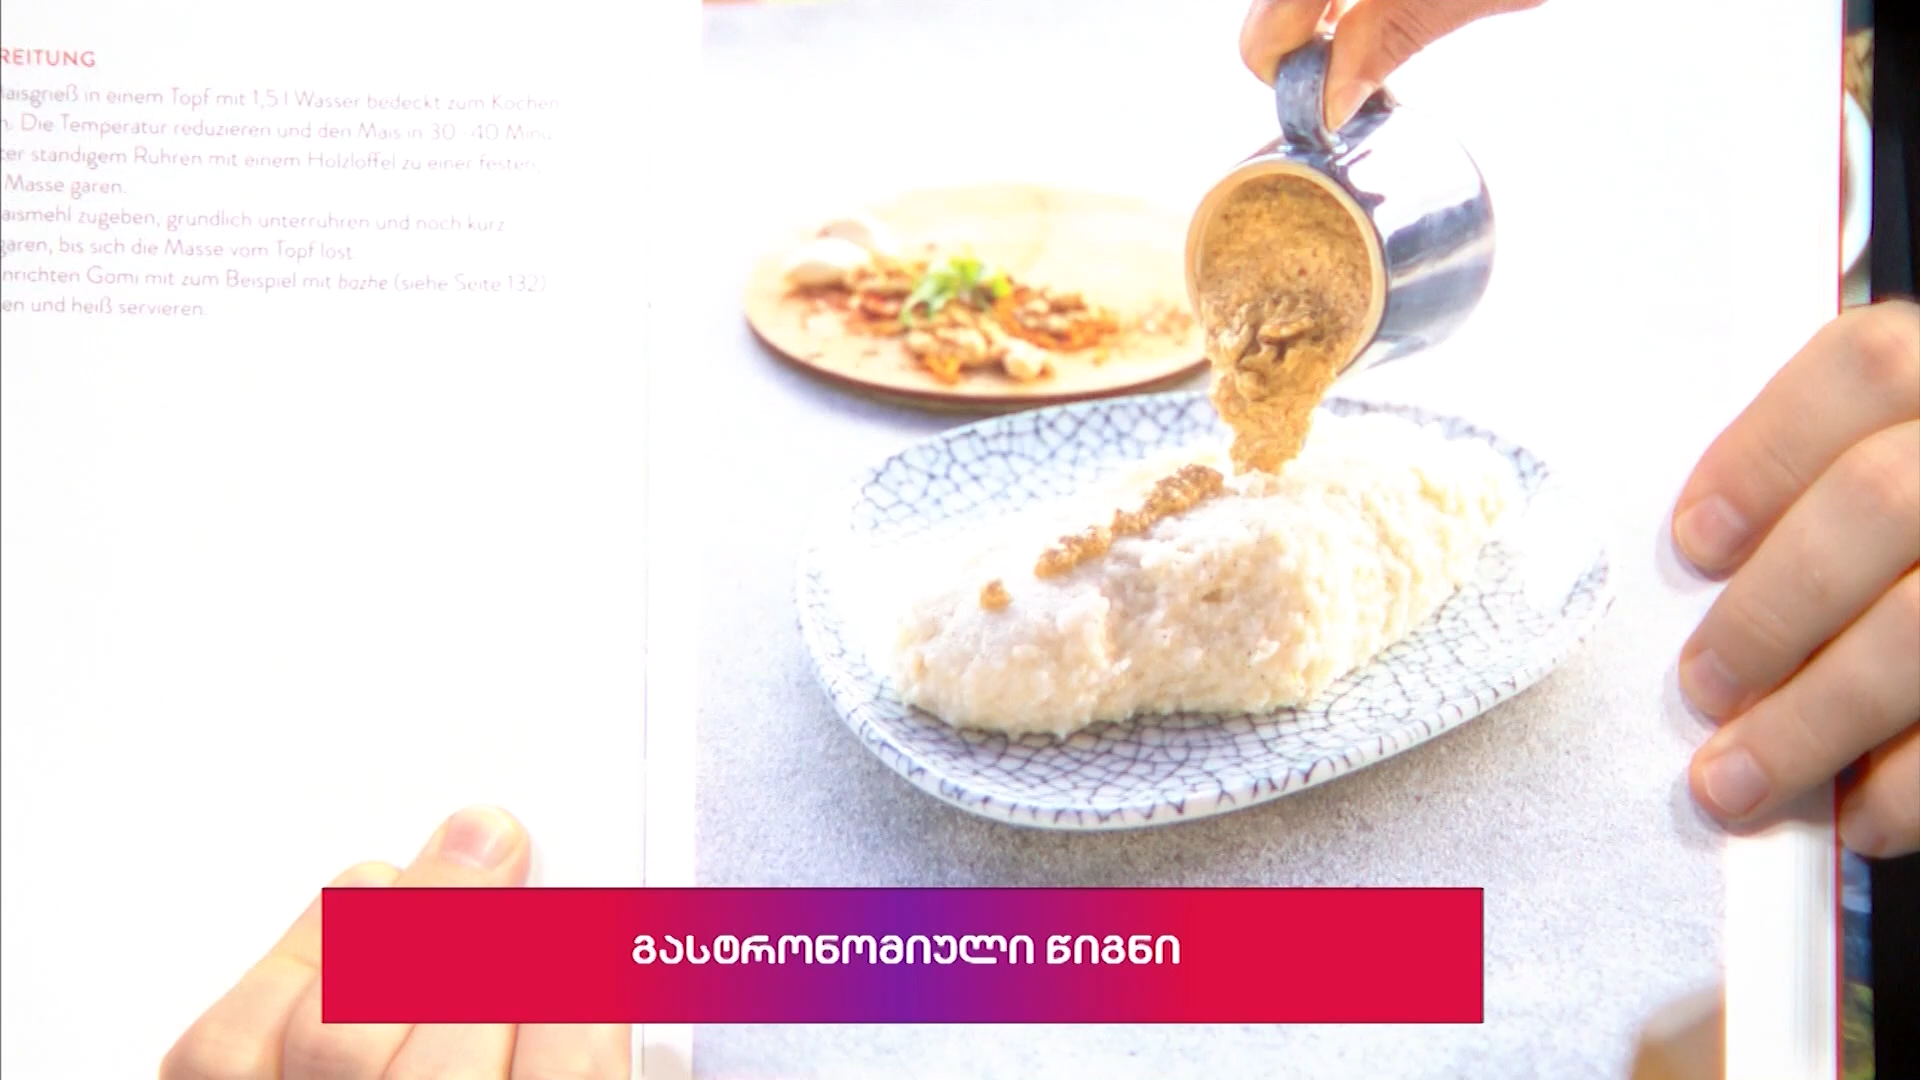 REITUNG
aisgrieß in einem Topf mit 1,5 l Wasser bedeckt zum Kochen
n. Die Temperatur reduzieren und den Mais in 30–40 Minu
ter ständigem Rühren mit einem Holzlöffel zu einer festen,
Masse garen.
aismehl zugeben, gründlich unterrühren und noch kurz
garen, bis sich die Masse vom Topf löst
nrichten Gomi mit zum Beispiel mit bazhe (siehe Seite 132)
en und heiß servieren.
გასტრონომიული წიგნი